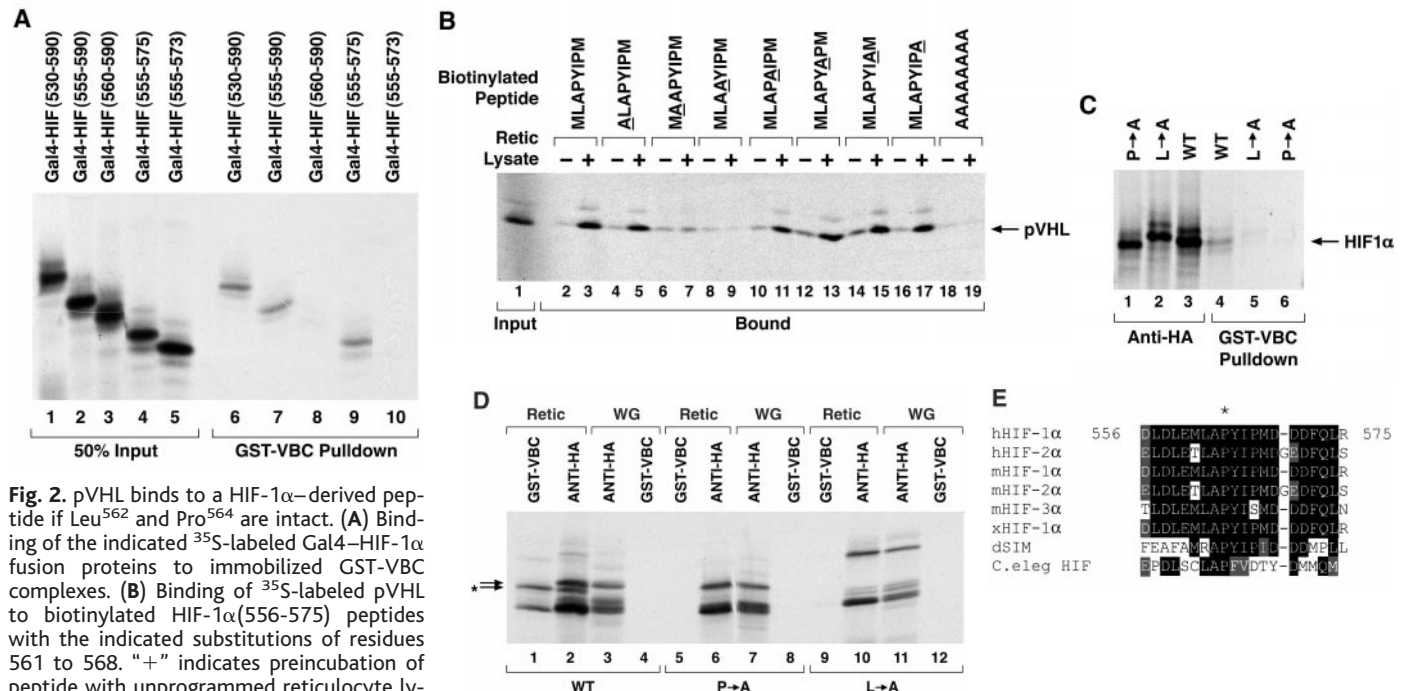 A
Gal4-HIF (530-590)
Gal4-HIF (555-590)
Gal4-HIF (560-590)
Gal4-HIF (555-575)
Gal4-HIF (555-573)
Gal4-HIF (530-590)
Gal4-HIF (555-590)
Gal4-HIF (560-590)
Gal4-HIF (555-575)
Gal4-HIF (555-573)
1 2 3 4 5 6 7 8 9 10
50% Input GST-VBC Pulldown
B
Biotinylated
Peptide
MLAPYIPM
ALAPYIPM
MAAPYIPM
MLAAYIPM
MLAPAIPM
MLAPYAPM
MLAPYIAM
MLAPYIPA
AAAAAAAA
Retic
Lysate − + − + − + − + − + − + − + − + − +
pVHL
1 2 3 4 5 6 7 8 9 10 11 12 13 14 15 16 17 18 19
Input Bound
C
P→A
L→A
WT
WT
L→A
P→A
HIF1α
1 2 3 4 5 6
Anti-HA GST-VBC
Pulldown
Fig. 2. pVHL binds to a HIF-1α–derived pep-
tide if Leu⁵⁶² and Pro⁵⁶⁴ are intact. (A) Bind-
ing of the indicated ³⁵S-labeled Gal4–HIF-1α
fusion proteins to immobilized GST-VBC
complexes. (B) Binding of ³⁵S-labeled pVHL
to biotinylated HIF-1α(556-575) peptides
with the indicated substitutions of residues
561 to 568. "+" indicates preincubation of
peptide with unprogrammed reticulocyte ly-
D
Retic WG Retic WG Retic WG
GST-VBC
ANTI-HA
ANTI-HA
GST-VBC
GST-VBC
ANTI-HA
ANTI-HA
GST-VBC
GST-VBC
ANTI-HA
ANTI-HA
GST-VBC
*
1 2 3 4 5 6 7 8 9 10 11 12
WT P→A L→A
E
*
hHIF-1α 556 DLDLEMLAPYIPMD-DDFQLR 575
hHIF-2α ELDLETLAPYIPMDGEDFQLS
mHIF-1α DLDLEMLAPYIPMD-DDFQLR
mHIF-2α ELDLETLAPYIPMDGEDFQLS
mHIF-3α TLDLEMLAPYISMD-DDFQLN
xHIF-1α DLDLEMLAPYIPMD-DDFQLR
dSIM FEAFAMRAPYIPID-DDMPLL
C.eleg HIF EPDLSCLAPFVDTY-DMMQM